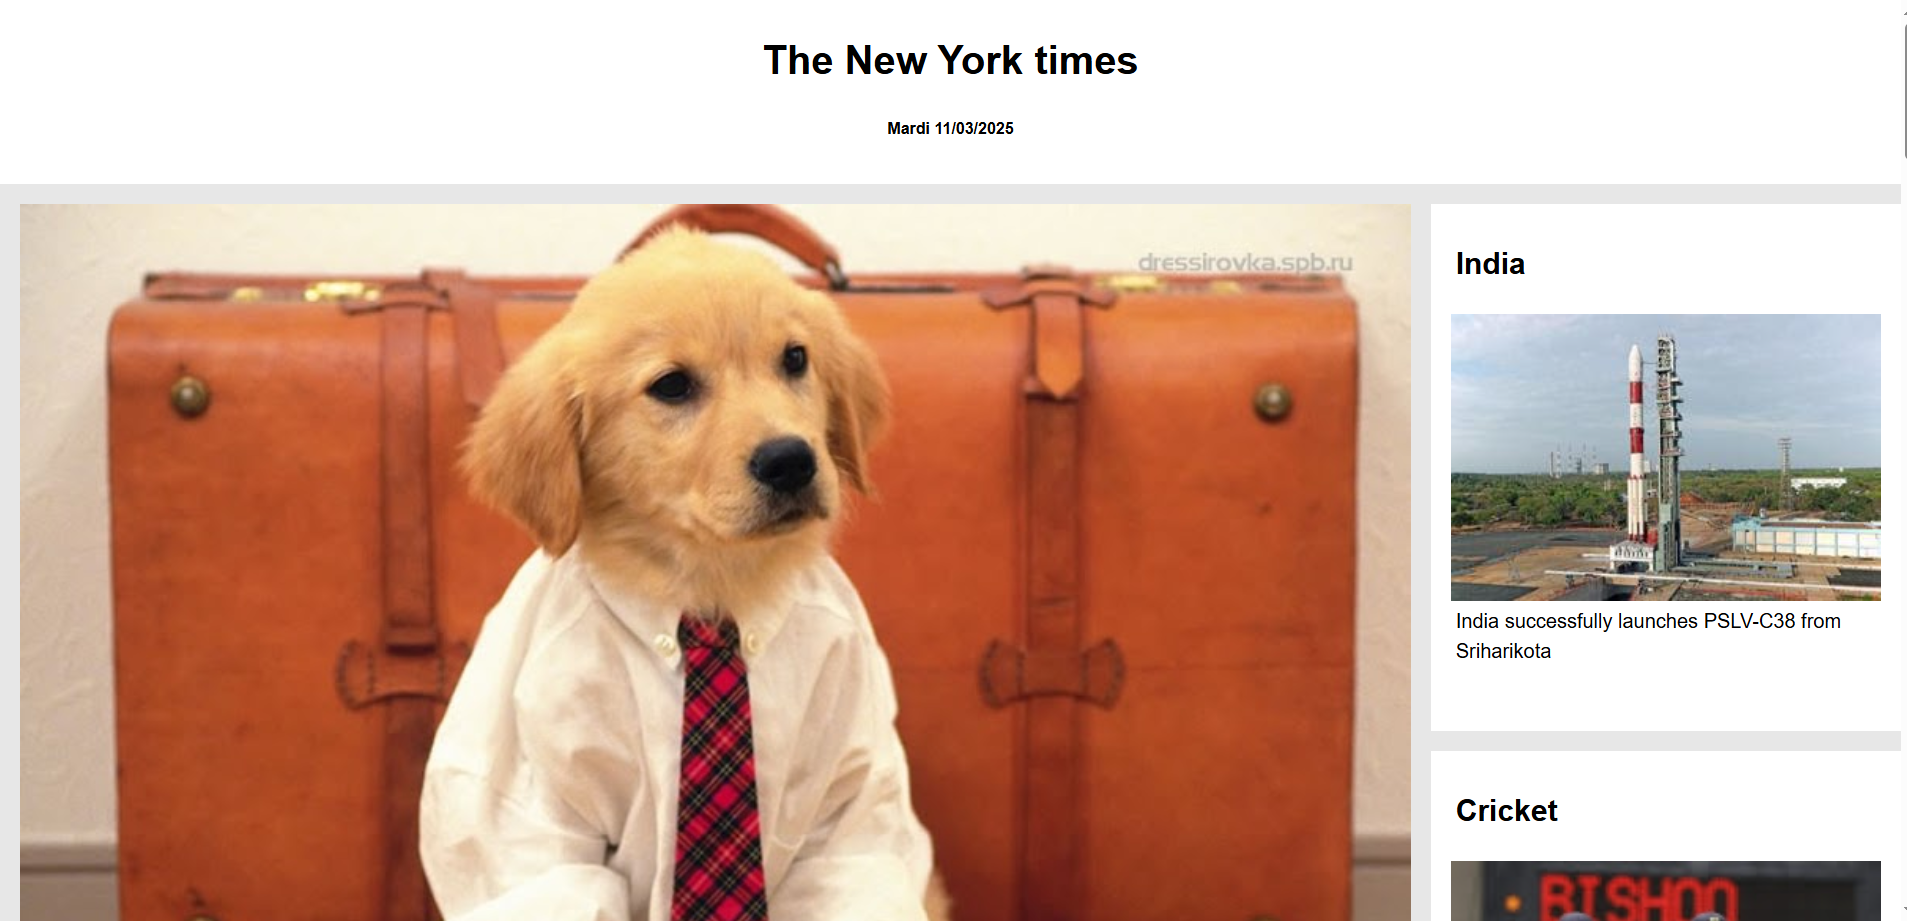 The New York times
Mardi 11/03/2025
dressirovka.spb.ru
India
India successfully launches PSLV-C38 from
Sriharikota
Cricket
BISHOO